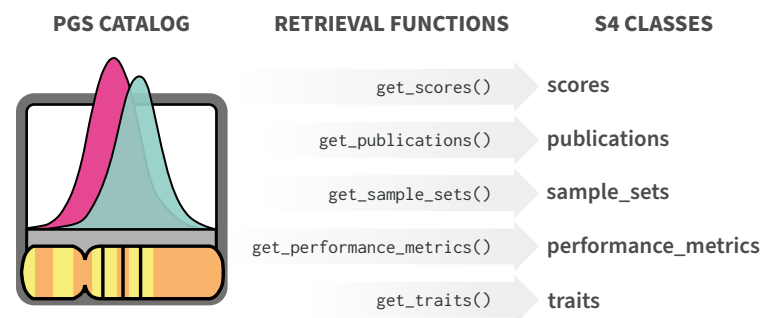 PGS CATALOG
RETRIEVAL FUNCTIONS
S4 CLASSES
get_scores()
scores
get_publications()
publications
get_sample_sets()
sample_sets
get_performance_metrics()
performance_metrics
get_traits()
traits